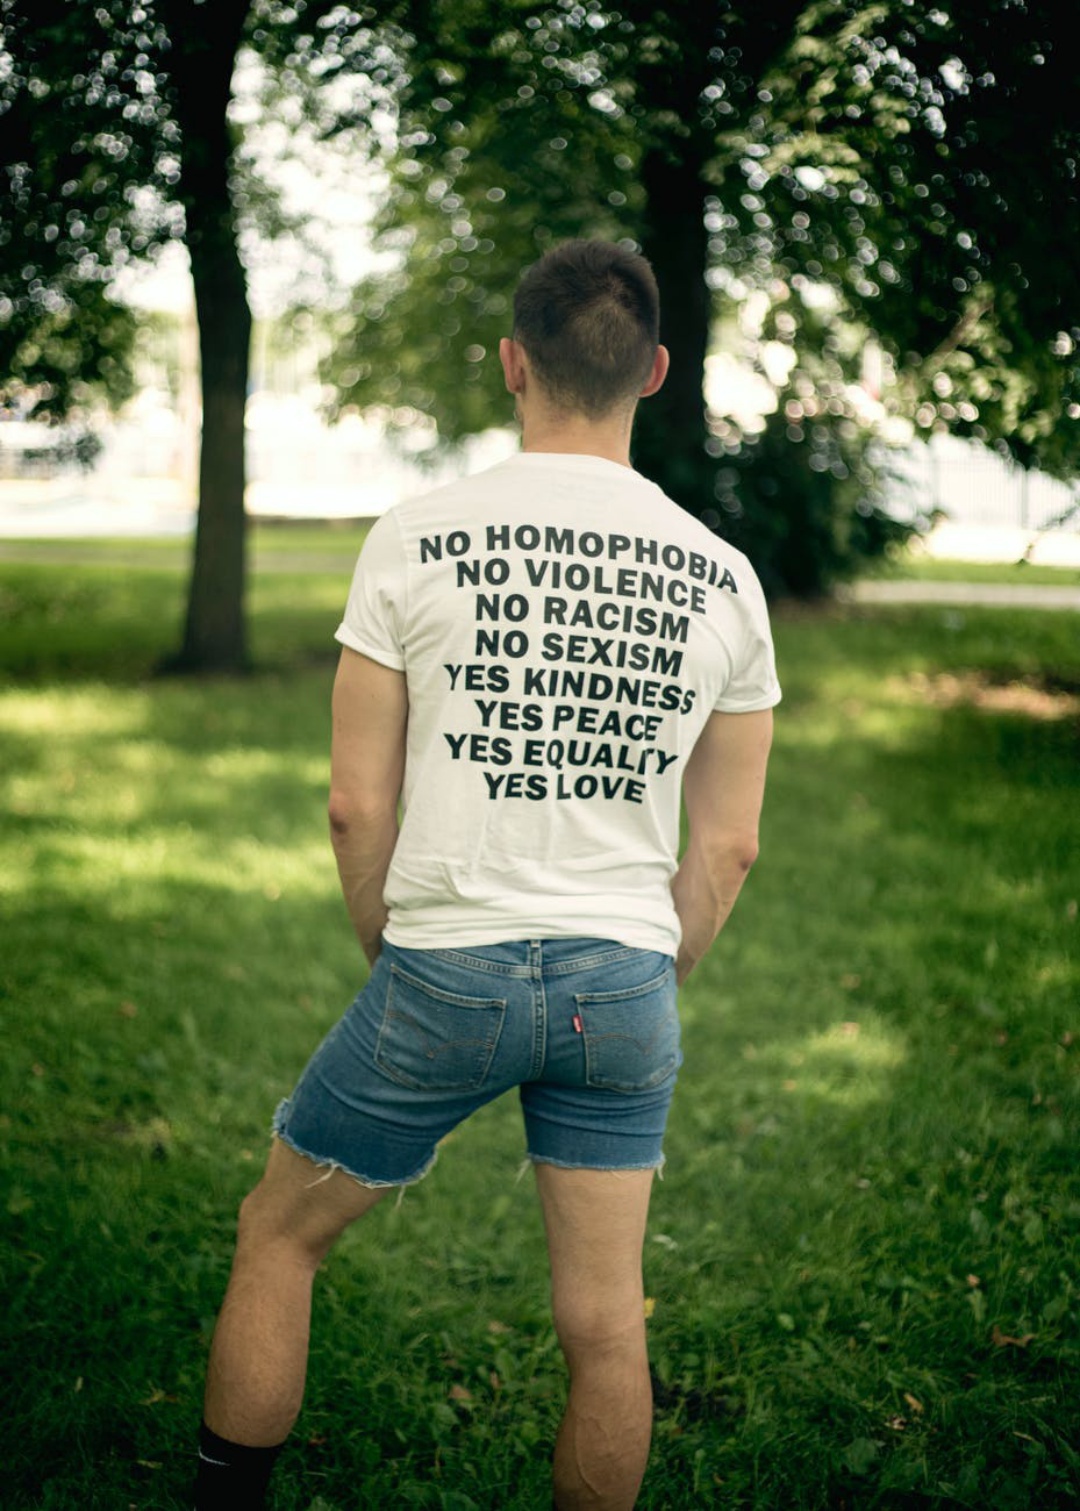 NO HOMOPHOBIA
NO VIOLENCE
NO RACISM
NO SEXISM
YES KINDNESS
YES PEACE
YES EQUALITY
YES LOVE